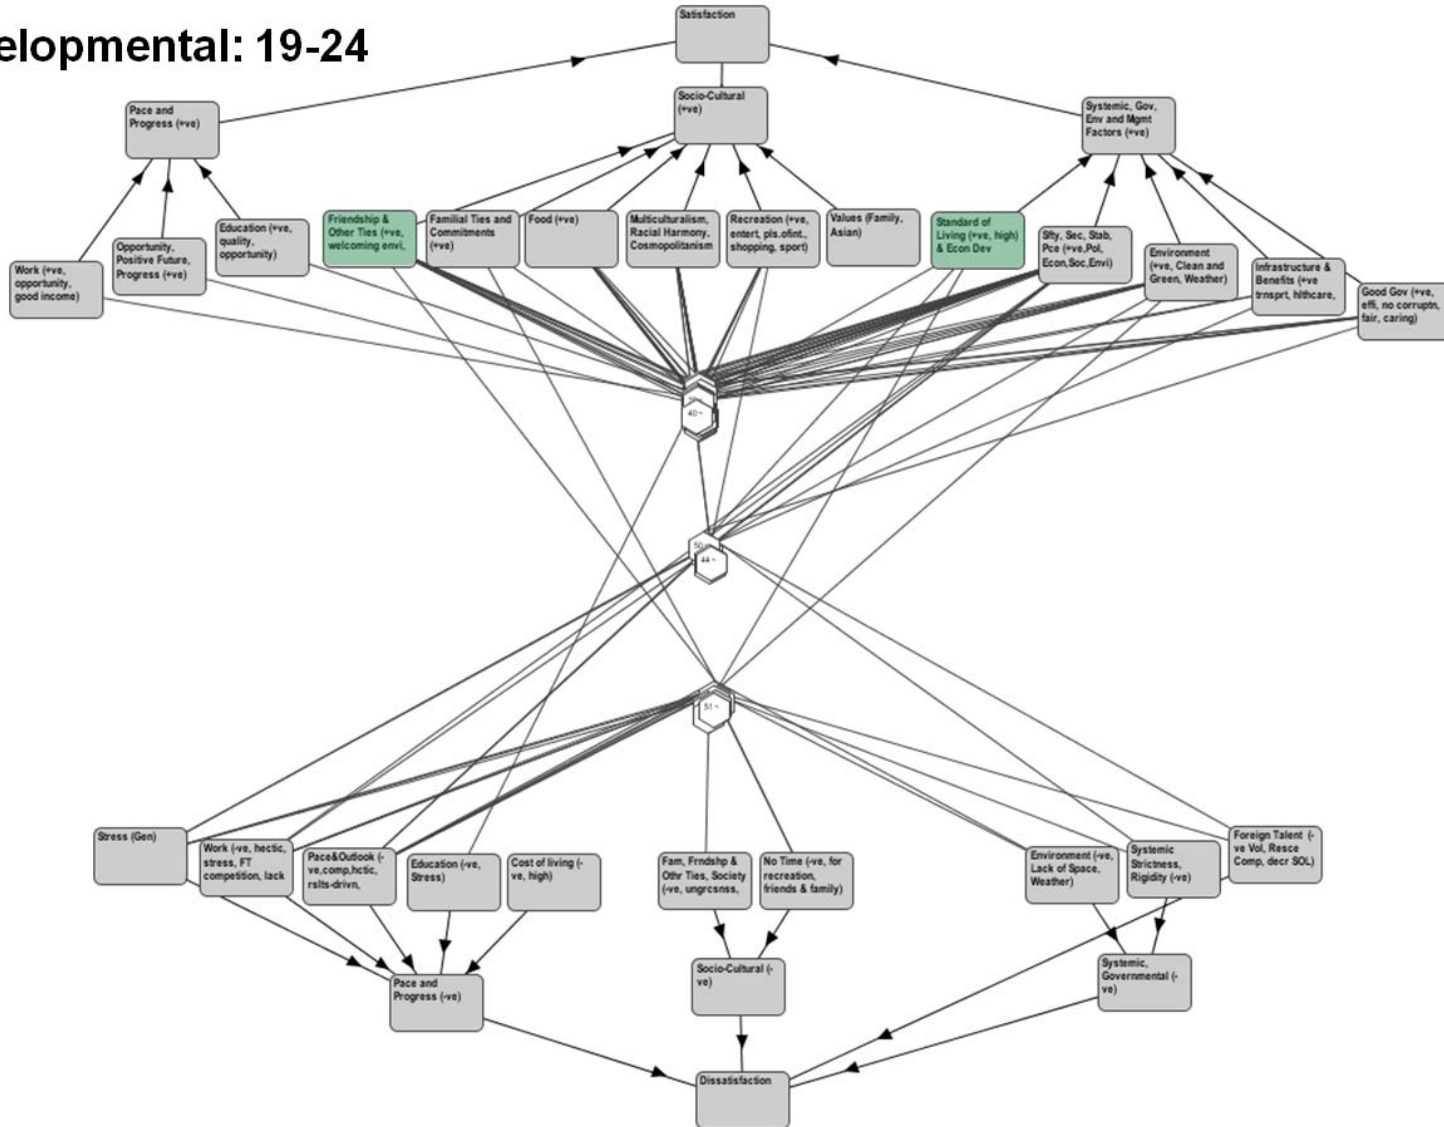 elopmental: 19-24
Satisfaction
Pace and
Progress (+ve)
Socio-Cultural
(+ve)
Systemic, Gov,
Env and Mgmt
Factors (+ve)
Work (+ve,
opportunity,
good income)
Opportunity,
Positive Future,
Progress (+ve)
Education (+ve,
quality,
opportunity)
Friendship &
Other Ties (+ve,
welcoming envi,
Familial Ties and
Commitments
(+ve)
Food (+ve)
Multiculturalism,
Racial Harmony,
Cosmopolitanism
Recreation (+ve,
entert, pls.ofint.,
shopping, sport)
Values (Family,
Asian)
Standard of
Living (+ve, high)
& Econ Dev
Sfty, Sec, Stab,
Pce (+ve,Pol,
Econ,Soc,Envi)
Environment
(+ve, Clean and
Green, Weather)
Infrastructure &
Benefits (+ve
trnsprt, hlthcare,
Good Gov (+ve,
effi, no corruptn,
fair, caring)
40 ~
50
44 ~
51 ~
Stress (Gen)
Work (-ve, hectic,
stress, FT
competition, lack
Pace&Outlook (-
ve,comp,hctic,
rslts-drivn,
Education (-ve,
Stress)
Cost of living (-
ve, high)
Fam, Frndshp &
Othr Ties, Society
(-ve, ungrcsnss,
No Time (-ve, for
recreation,
friends & family)
Environment (-ve,
Lack of Space,
Weather)
Systemic
Strictness,
Rigidity (-ve)
Foreign Talent (-
ve Vol, Resce
Comp, decr SOL)
Pace and
Progress (-ve)
Socio-Cultural (-
ve)
Systemic,
Governmental (-
ve)
Dissatisfaction